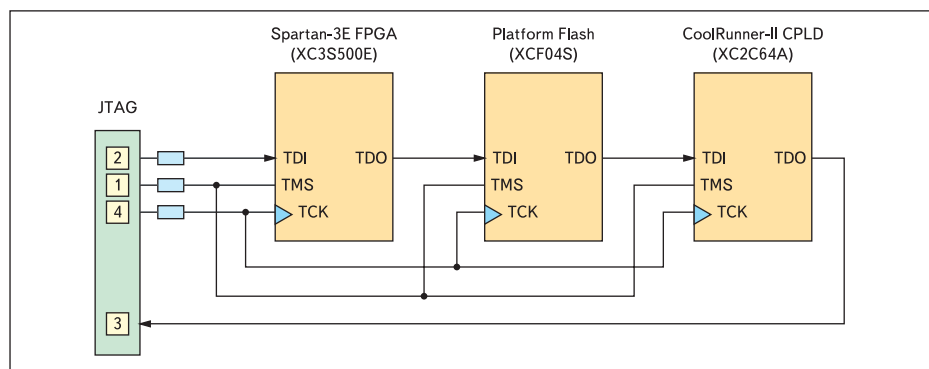 Spartan-3E FPGA
(XC3S500E)
Platform Flash
(XCF04S)
CoolRunner-II CPLD
(XC2C64A)
JTAG
2
1
4
3
TDI
TDO
TMS
TCK
TDI
TDO
TMS
TCK
TDI
TDO
TMS
TCK